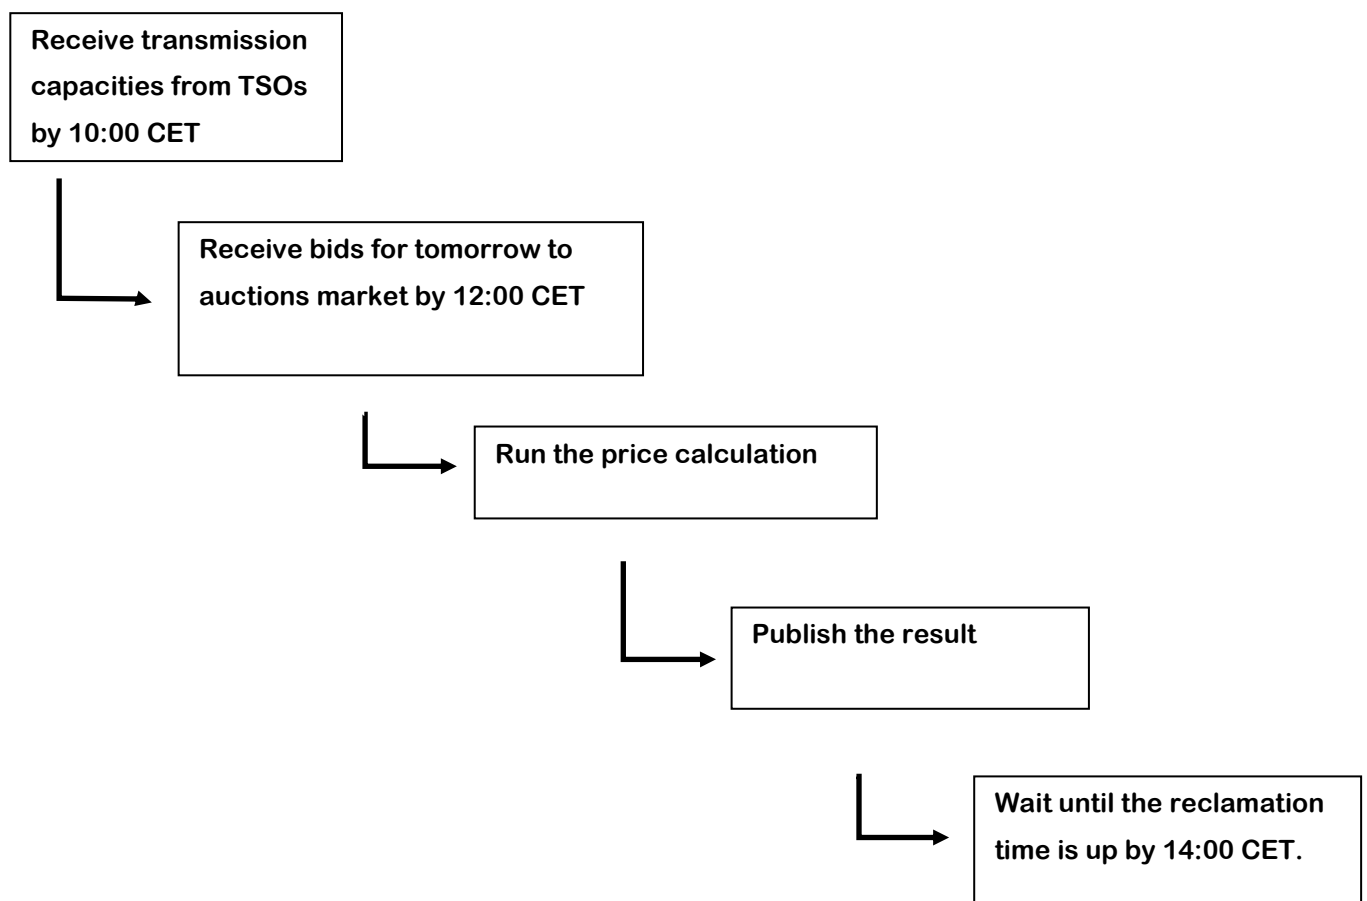 Receive transmission
capacities from TSOs
by 10:00 CET
Receive bids for tomorrow to
auctions market by 12:00 CET
Run the price calculation
Publish the result
Wait until the reclamation
time is up by 14:00 CET.